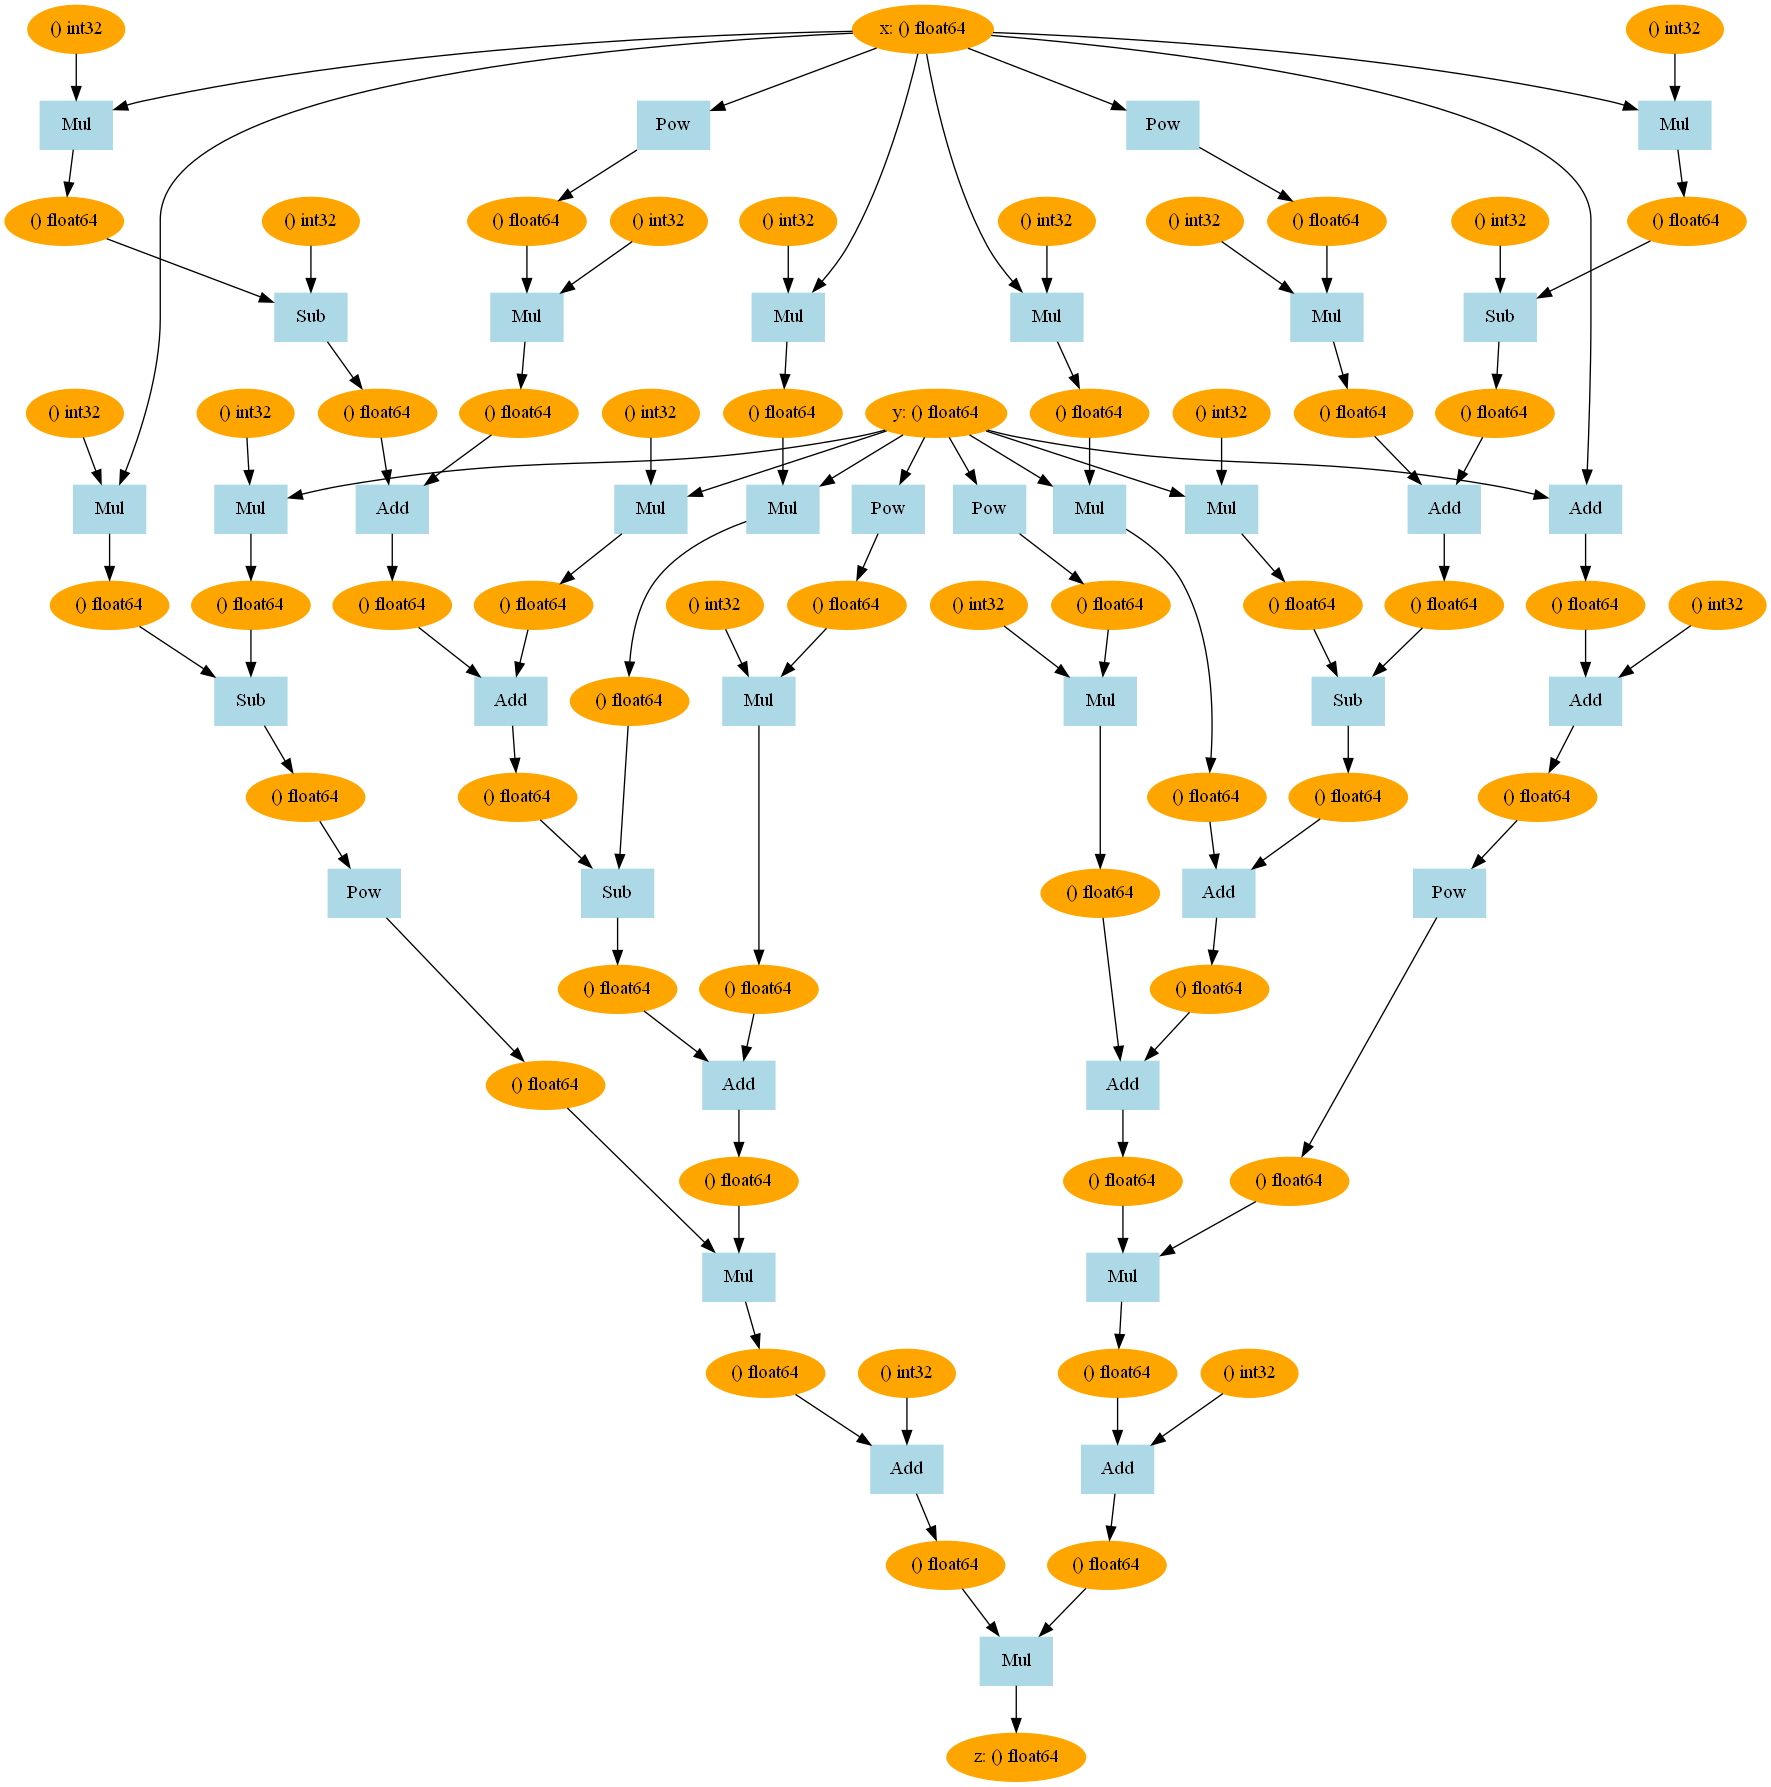 () int32
x: () float64
() int32
Mul
Pow
Pow
Mul
() float64
() int32
() float64
() int32
() int32
() int32
() int32
() float64
() int32
() float64
Sub
Mul
Mul
Mul
Mul
Sub
() int32
() int32
() float64
() float64
() int32
() float64
y: () float64
() float64
() int32
() float64
() float64
Mul
Mul
Add
Mul
Mul
Pow
Pow
Mul
Mul
Add
Add
() float64
() float64
() float64
() float64
() int32
() float64
() int32
() float64
() float64
() float64
() float64
() int32
Sub
Add
() float64
Mul
Mul
Sub
Add
() float64
() float64
() float64
() float64
() float64
Pow
Sub
() float64
Add
Pow
() float64
() float64
() float64
() float64
Add
Add
() float64
() float64
() float64
Mul
Mul
() float64
() int32
() float64
() int32
Add
Add
() float64
() float64
Mul
z: () float64